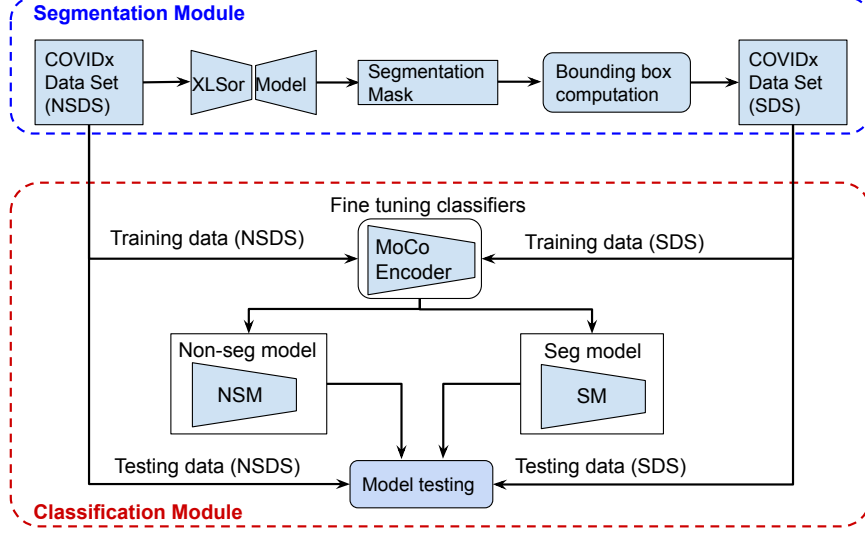 Segmentation Module
COVIDx
Data Set
(NSDS)
XLSor
Model
Segmentation
Mask
Bounding box
computation
COVIDx
Data Set
(SDS)
Fine tuning classifiers
Training data (NSDS)
MoCo
Encoder
Training data (SDS)
Non-seg model
NSM
Seg model
SM
Testing data (NSDS)
Model testing
Testing data (SDS)
Classification Module